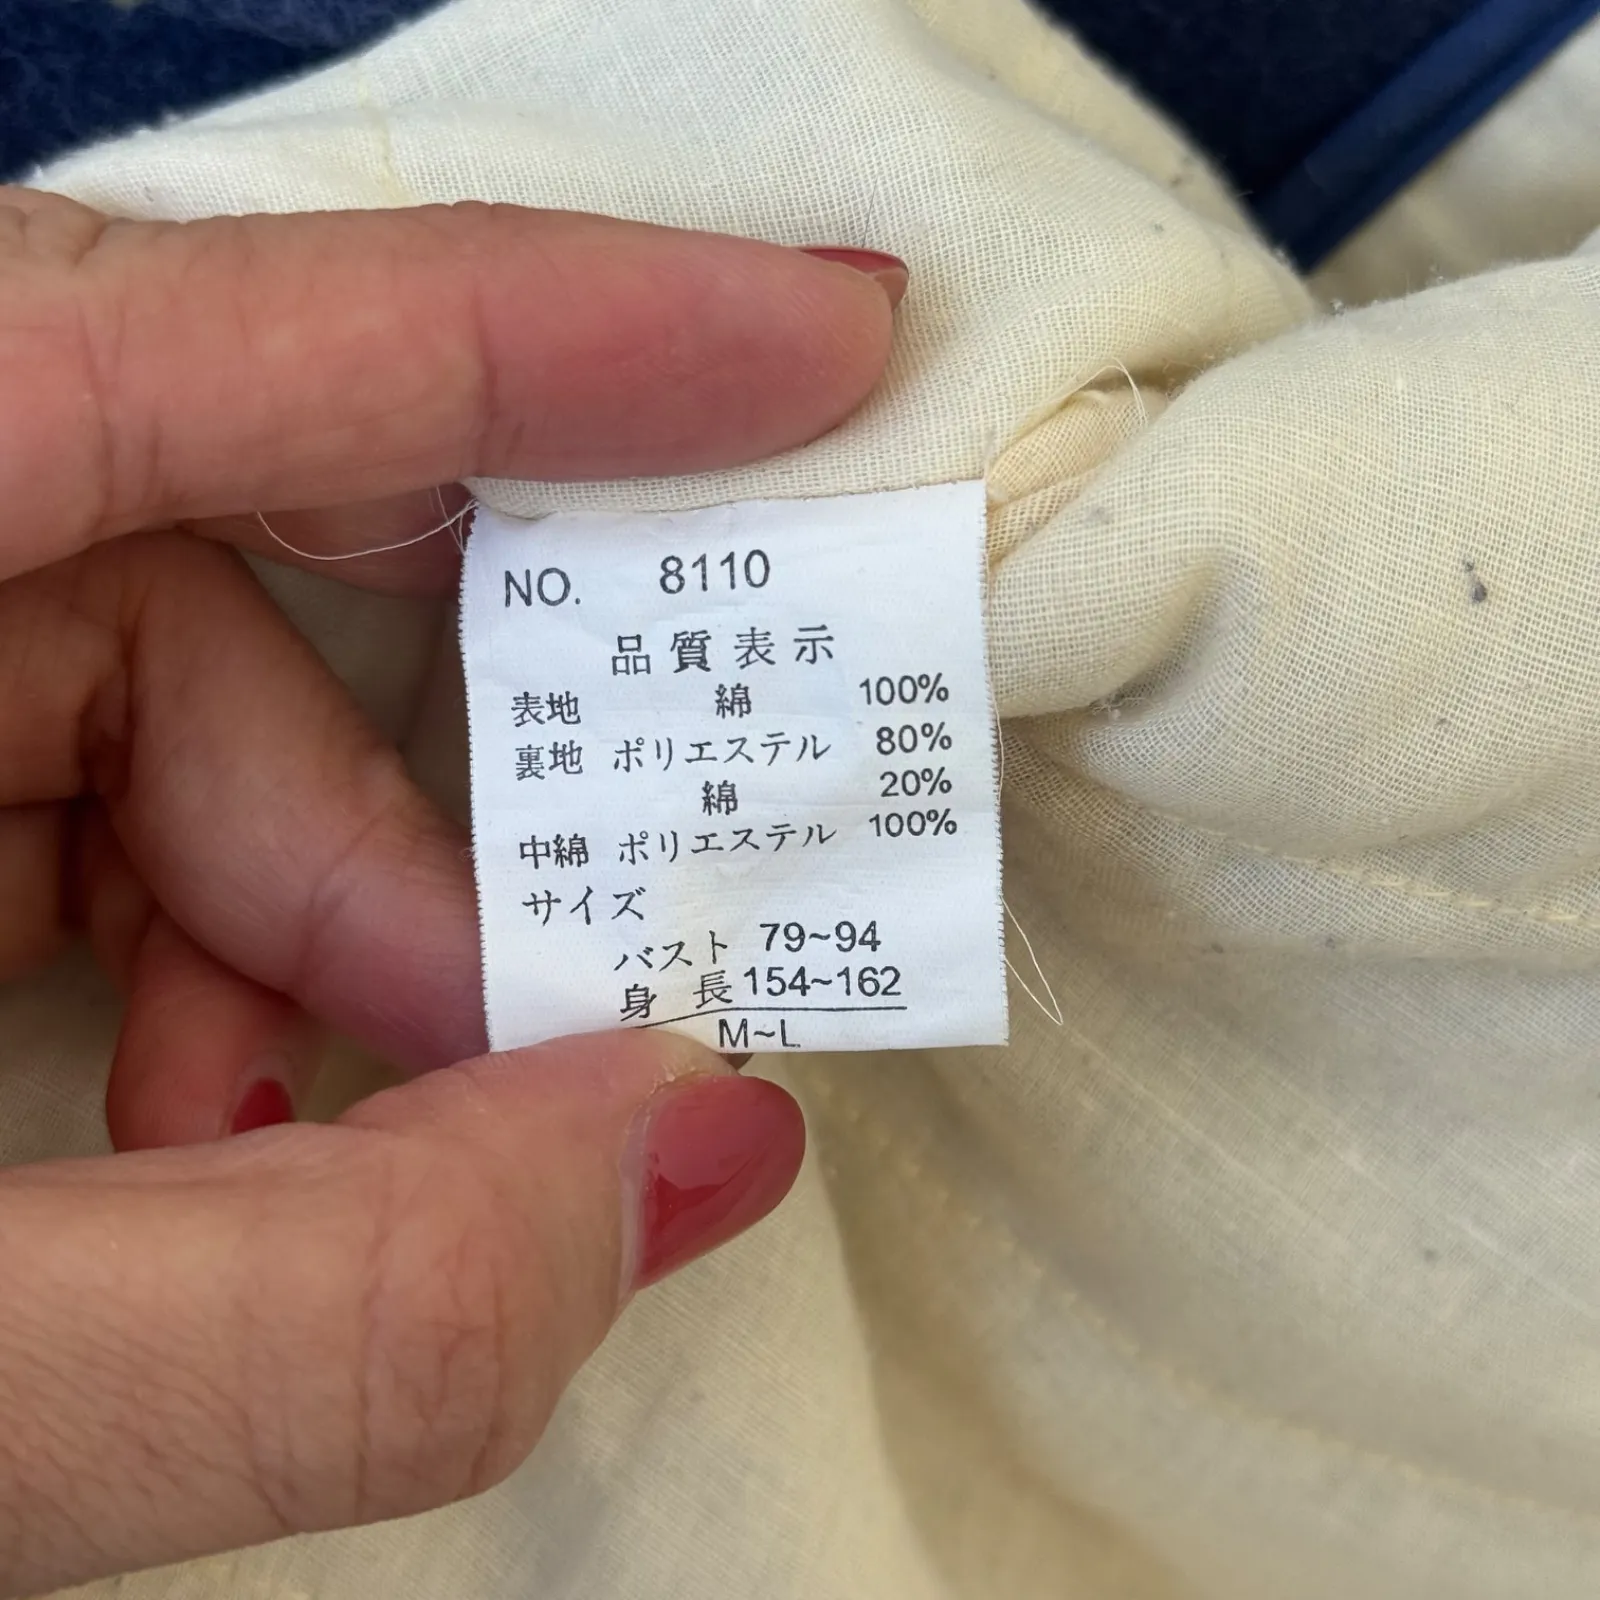 NO. 8110
品質表示
表地 綿 100%
裏地 ポリエステル 80%
綿 20%
中綿 ポリエステル 100%
サイズ
バスト 79~94
身長 154~162
M~L